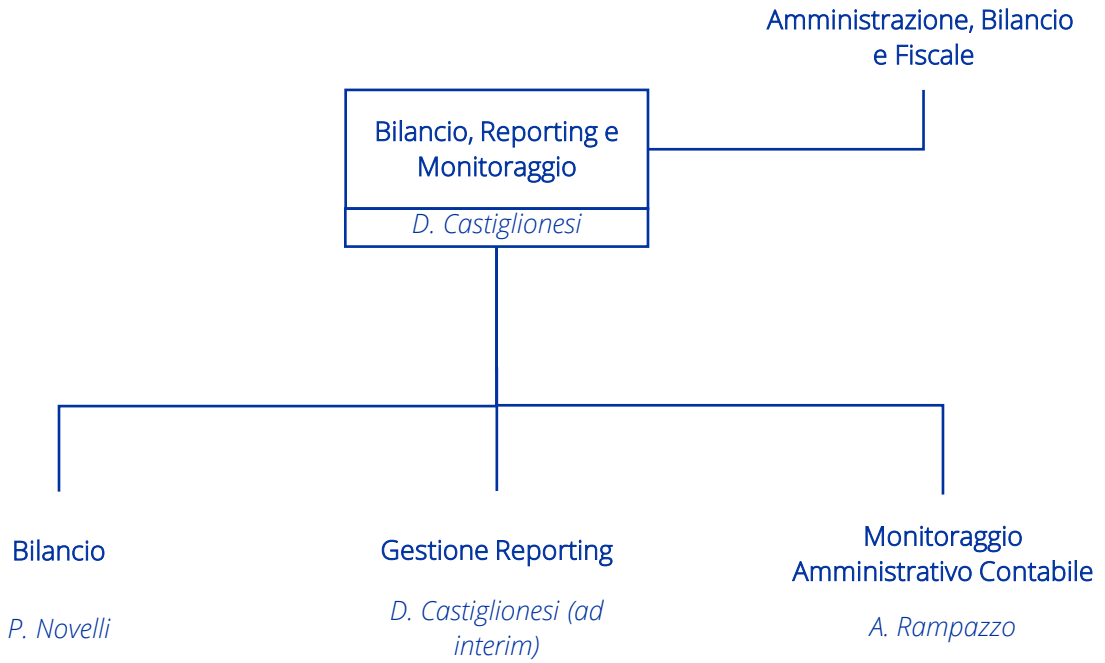 Amministrazione, Bilancio
e Fiscale
Bilancio, Reporting e
Monitoraggio
D. Castiglionesi
Bilancio
P. Novelli
Gestione Reporting
D. Castiglionesi (ad
interim)
Monitoraggio
Amministrativo Contabile
A. Rampazzo